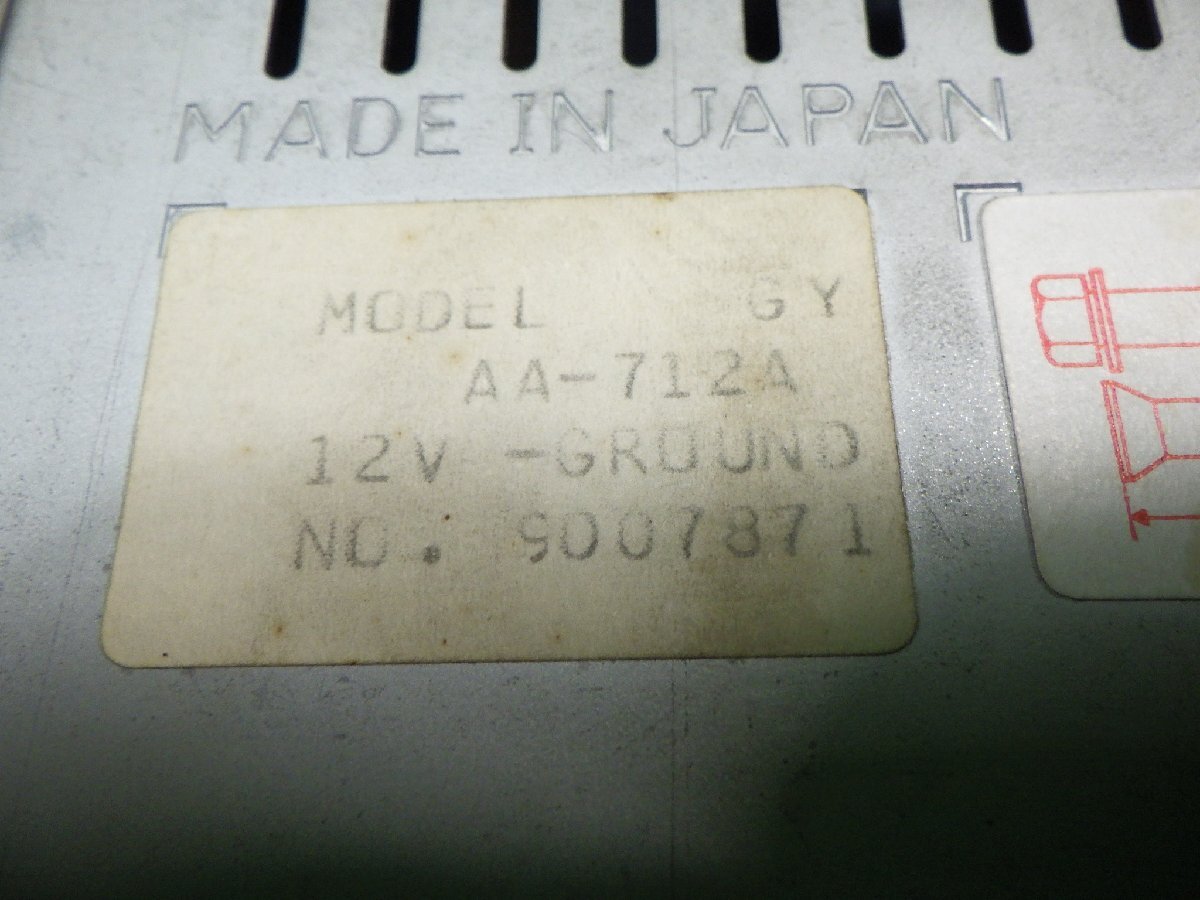 MADE IN JAPAN
MODEL GY
AA-712A
12V -GROUND
NO. 9007871